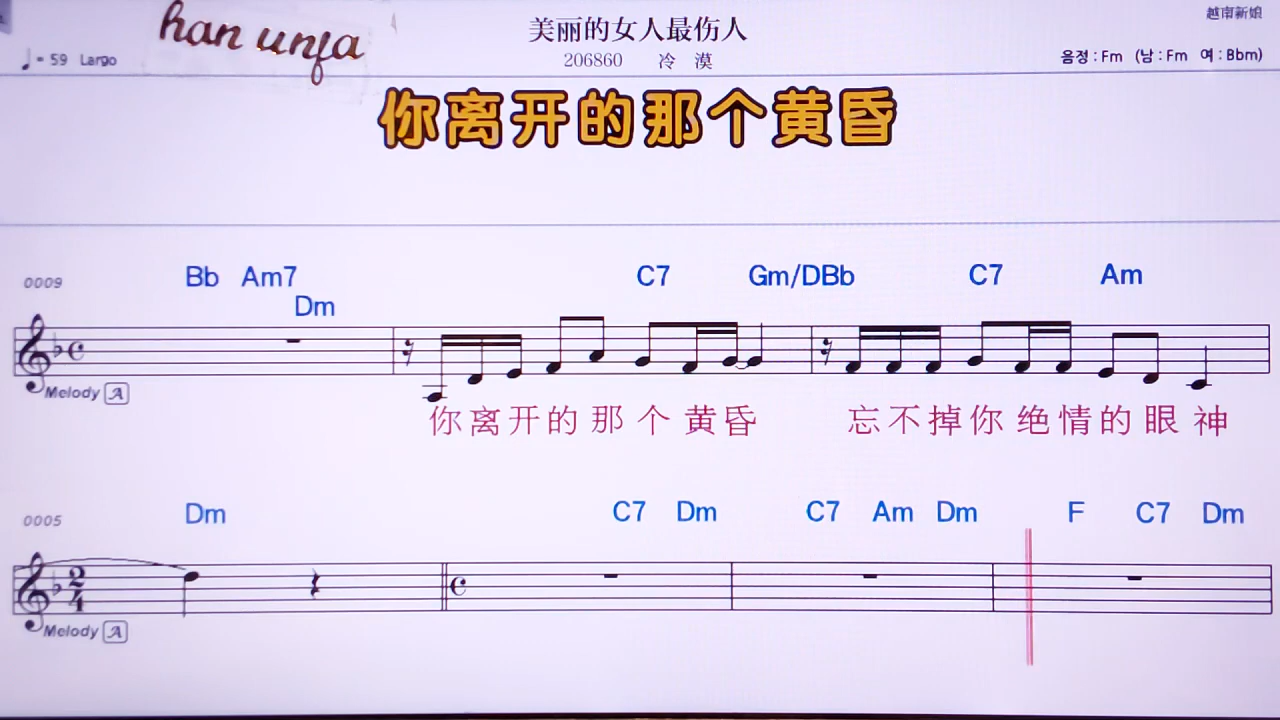 han unja
美丽的女人最伤人
越南新娘
♩= 59 Largo
206860 冷 漠
음정 : Fm (남 : Fm 여 : Bbm)
你离开的那个黄昏
0009 Bb Am7 Dm C7 Gm/DBb C7 Am
Melody A
你离开的那个黄昏 忘不掉你绝情的眼神
0005 Dm C7 Dm C7 Am Dm F C7 Dm
2
4
Melody A